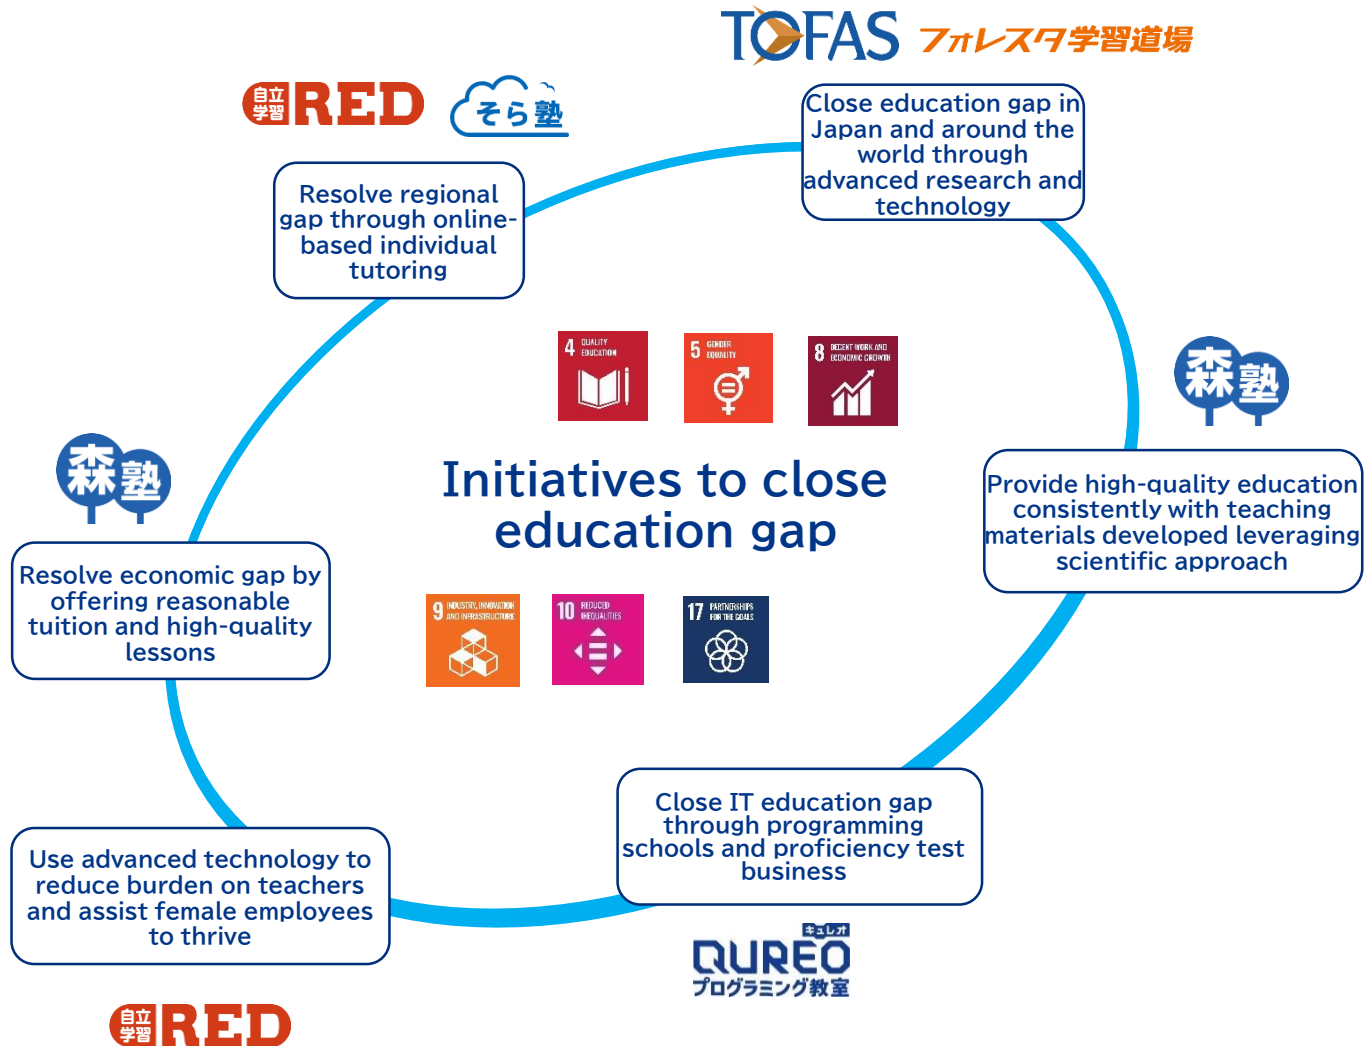 TOFAS フォレスタ学習道場
自立
学習
RED
そら塾
Close education gap in
Japan and around the
world through
advanced research and
technology
Resolve regional
gap through online-
based individual
tutoring
4 QUALITY
EDUCATION
5 GENDER
EQUALITY
8 DECENT WORK AND
ECONOMIC GROWTH
森塾
森塾
Initiatives to close
education gap
Provide high-quality education
consistently with teaching
materials developed leveraging
scientific approach
Resolve economic gap by
offering reasonable
tuition and high-quality
lessons
9 INDUSTRY, INNOVATION
AND INFRASTRUCTURE
10 REDUCED
INEQUALITIES
17 PARTNERSHIPS
FOR THE GOALS
Close IT education gap
through programming
schools and proficiency test
business
Use advanced technology to
reduce burden on teachers
and assist female employees
to thrive
キュレオ
QUREO
プログラミング教室
自立
学習
RED